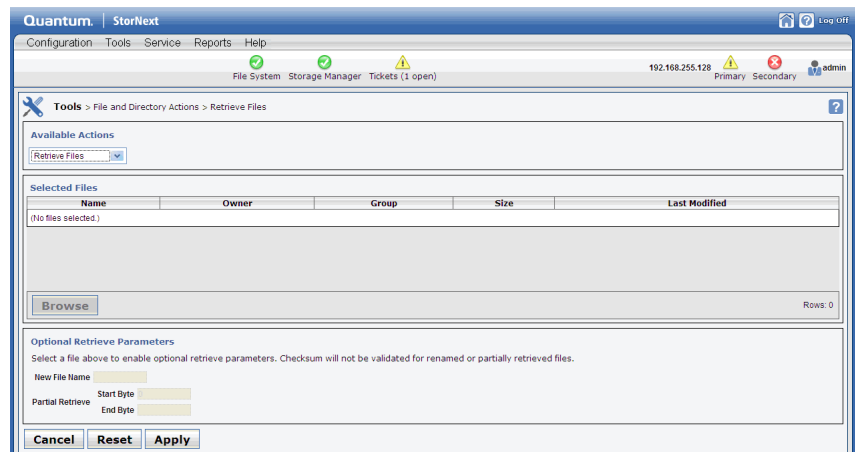 Quantum. StorNext Log Off
Configuration Tools Service Reports Help
File System Storage Manager Tickets (1 open) 192.168.255.128 Primary Secondary admin
Tools > File and Directory Actions > Retrieve Files
Available Actions
Retrieve Files
Selected Files
Name Owner Group Size Last Modified
(No files selected.)
Browse Rows: 0
Optional Retrieve Parameters
Select a file above to enable optional retrieve parameters. Checksum will not be validated for renamed or partially retrieved files.
New File Name
Partial Retrieve Start Byte
End Byte
Cancel Reset Apply